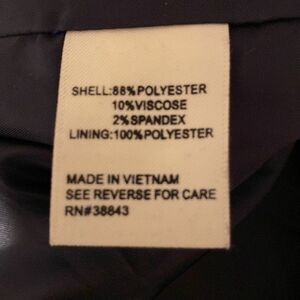 SHELL:88%POLYESTER
10%VISCOSE
2%SPANDEX
LINING:100%POLYESTER
MADE IN VIETNAM
SEE REVERSE FOR CARE
RN#38643